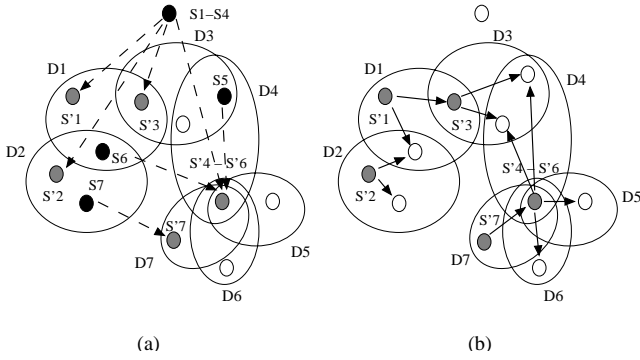 S1–S4
D3
D1
S5
D4
S'1
S'3
D2
S6
S'4 – S'6
S'2
S7
S'7
D5
D7
D6
(a)
D3
D1
D4
S'1
S'3
D2
S'4 – S'6
S'2
D5
S'7
D7
D6
(b)